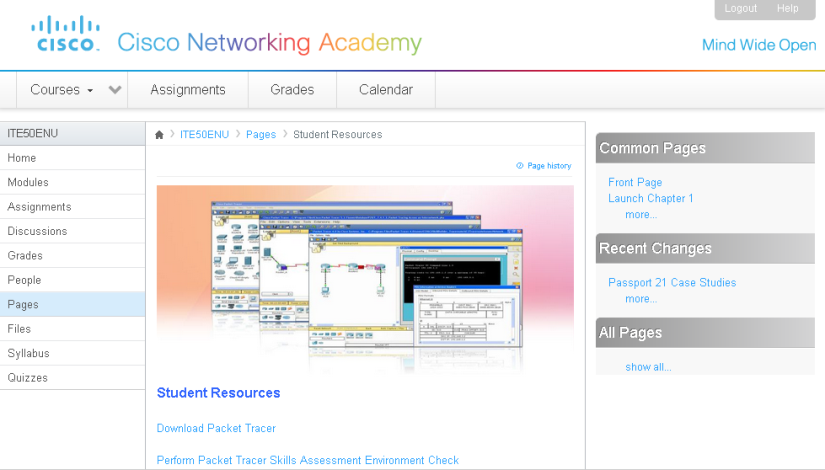 Logout Help
CISCO. Cisco Networking Academy
Mind Wide Open
Courses Assignments Grades Calendar
ITE50ENU
Home
Modules
Assignments
Discussions
Grades
People
Pages
Files
Syllabus
Quizzes
ITE50ENU Pages Student Resources
Page history
Student Resources
Download Packet Tracer
Perform Packet Tracer Skills Assessment Environment Check
Common Pages
Front Page
Launch Chapter 1
more...
Recent Changes
Passport 21 Case Studies
more...
All Pages
show all...